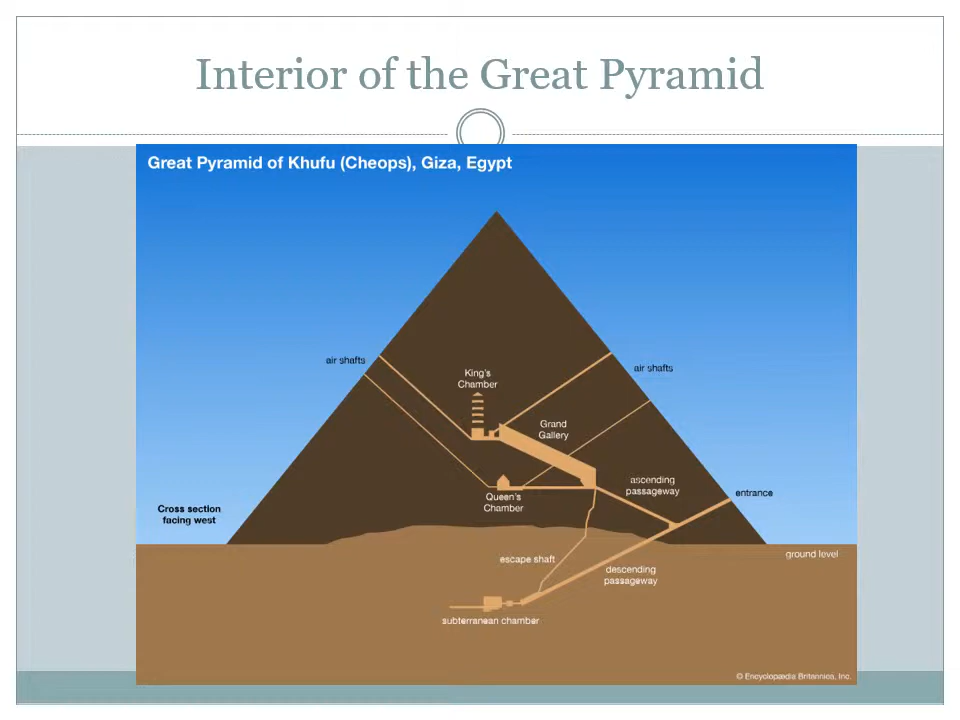 Interior of the Great Pyramid
Great Pyramid of Khufu (Cheops), Giza, Egypt
air shafts
King's
Chamber
air shafts
Grand
Gallery
ascending
passageway
entrance
Queen's
Chamber
Cross section
facing west
ground level
escape shaft
descending
passageway
subterranean chamber
© Encyclopædia Britannica, Inc.